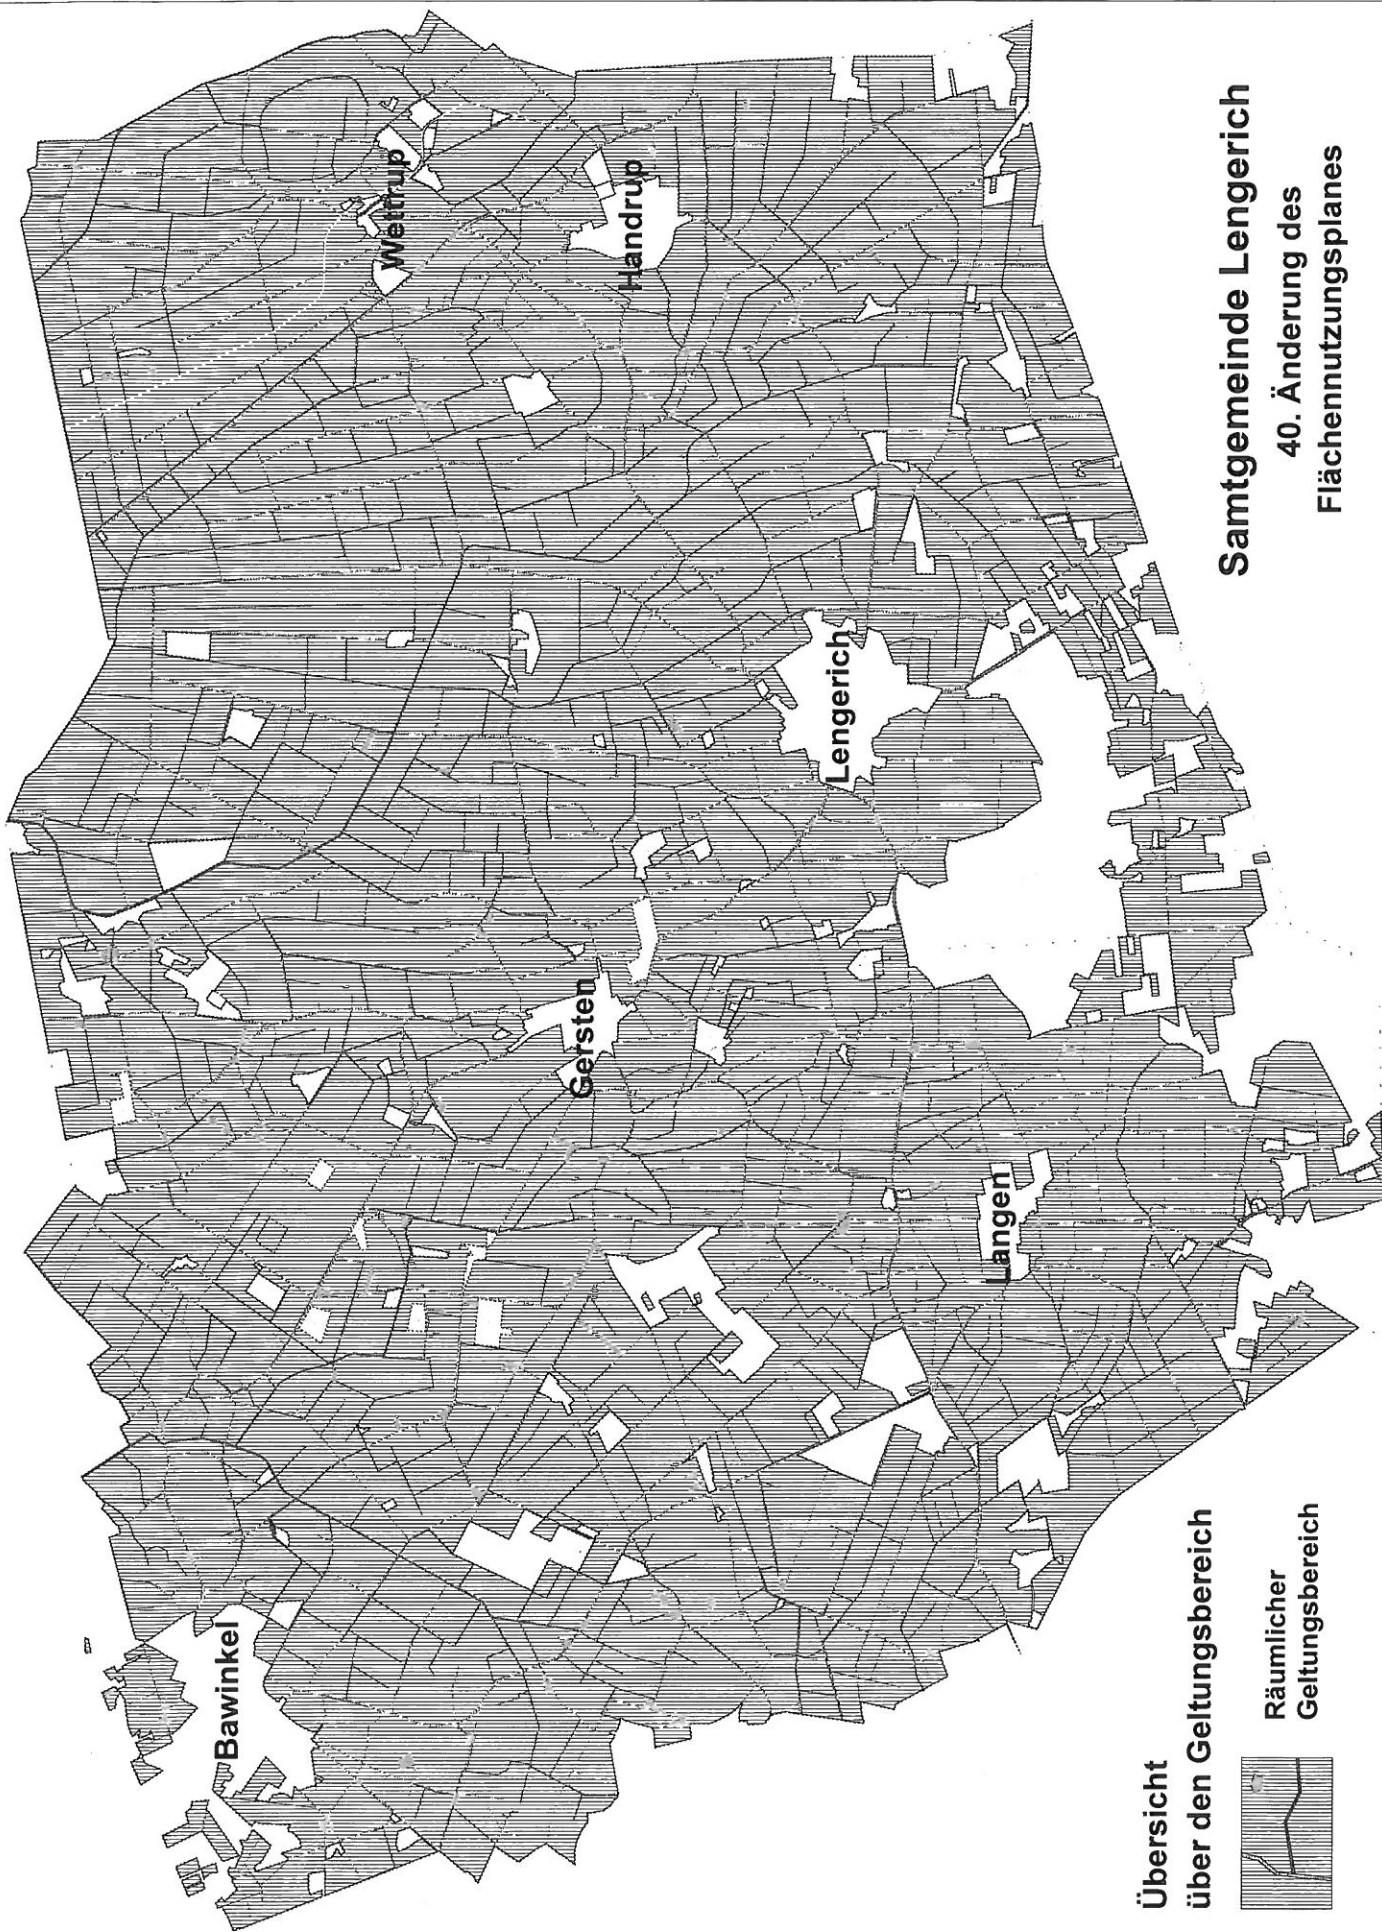 Wettrup
Handrup
Lengerich
Gersten
Langen
Bawinkel
Samtgemeinde Lengerich
40. Änderung des
Flächennutzungsplanes
Übersicht
über den Geltungsbereich
Räumlicher
Geltungsbereich